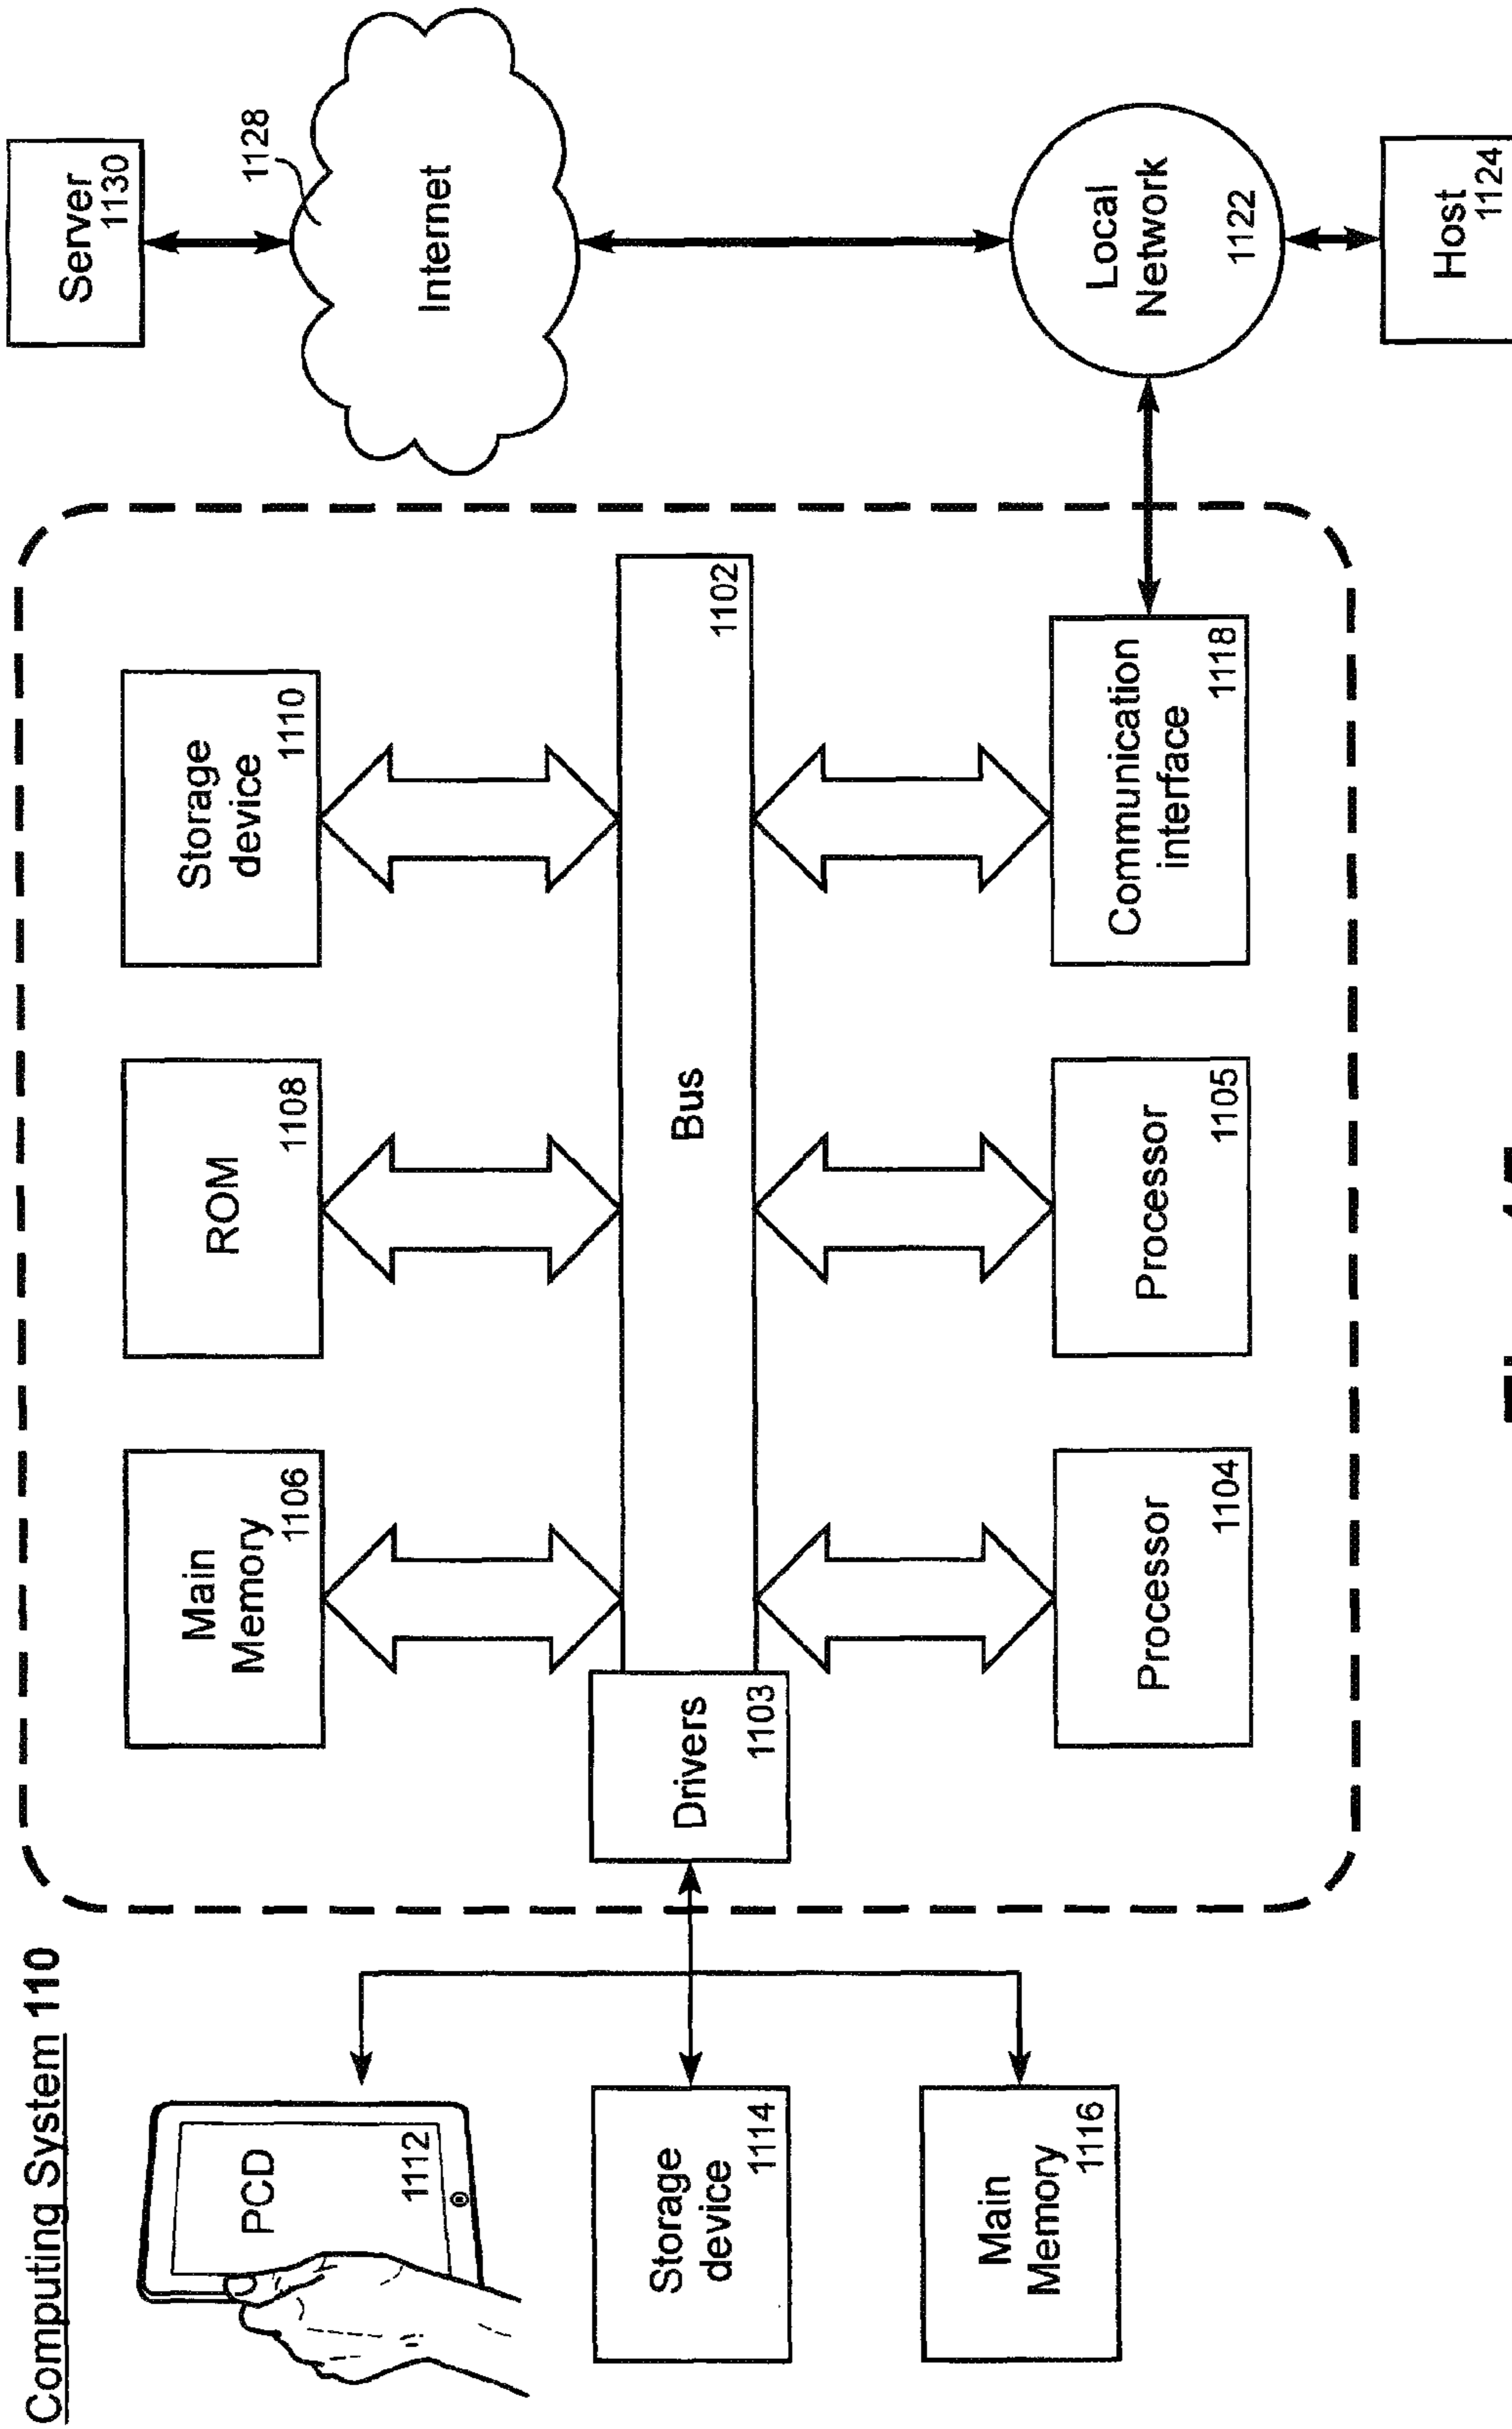 Computing System 110
PCD
1112
Storage
device
1114
Main
Memory
1116
Drivers
1103
Main
Memory
1106
ROM
1108
Storage
device
1110
Bus
1102
Processor
1104
Processor
1105
Communication
interface
1118
Server
1130
1128
Internet
Local
Network
1122
Host
1124